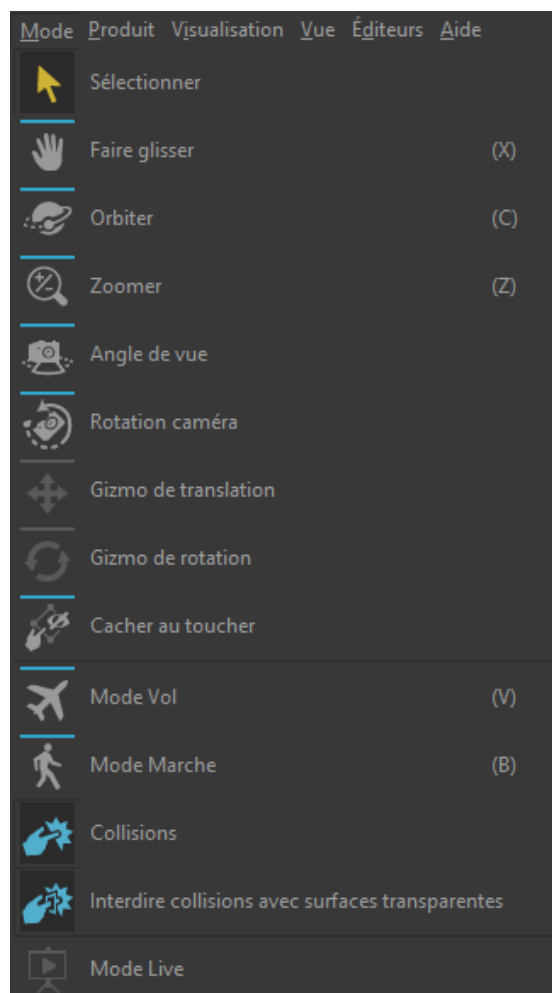 Mode Produit Visualisation Vue Éditeurs Aide
Sélectionner
Faire glisser (X)
Orbiter (C)
Zoomer (Z)
Angle de vue
Rotation caméra
Gizmo de translation
Gizmo de rotation
Cacher au toucher
Mode Vol (V)
Mode Marche (B)
Collisions
Interdire collisions avec surfaces transparentes
Mode Live